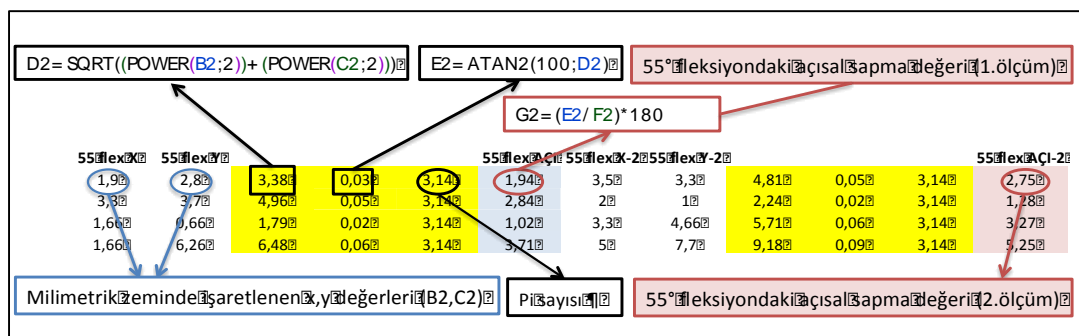 D2=SQRT((POWER(B2;2))+(POWER(C2;2)))
E2=ATAN2(100;D2)
55° fleksiyondaki açısal sapma değeri (1.ölçüm)
G2=(E2/F2)*180
55 flex X 55 flex Y 55 flex AÇI 55 flex X-2 55 flex Y-2 55 flex AÇI-2
1,9 2,8 3,38 0,03 3,14 1,94 3,5 3,3 4,81 0,05 3,14 2,75
3,3 3,7 4,96 0,05 3,14 2,84 2 1 2,24 0,02 3,14 1,28
1,66 0,66 1,79 0,02 3,14 1,02 3,3 4,66 5,71 0,06 3,14 3,27
1,66 6,26 6,48 0,06 3,14 3,71 5 7,7 9,18 0,09 3,14 5,25
Milimetrik zeminde işaretlenen x,y değerleri (B2,C2)
Pi sayısı ¶
55° fleksiyondaki açısal sapma değeri (2.ölçüm)